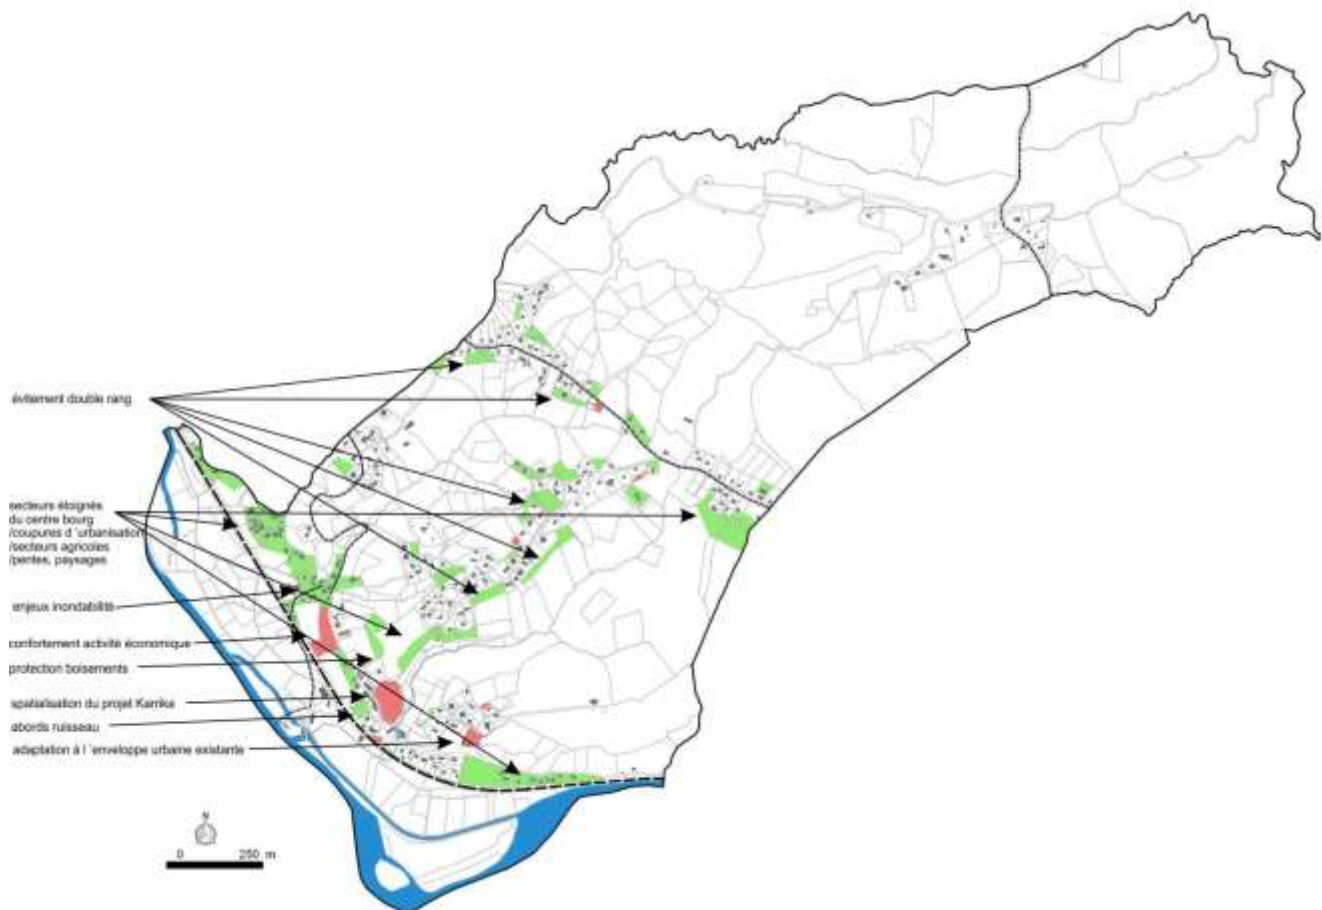 évitement double rang
secteurs éloignés
du centre bourg
/coupures d 'urbanisation
/secteurs agricoles
/pentes, paysages
enjeux inondabilité
confortement activité économique
protection boisements
spatialisation du projet Karrika
abords ruisseau
adaptation à l 'enveloppe urbaine existante
N
0 250 m